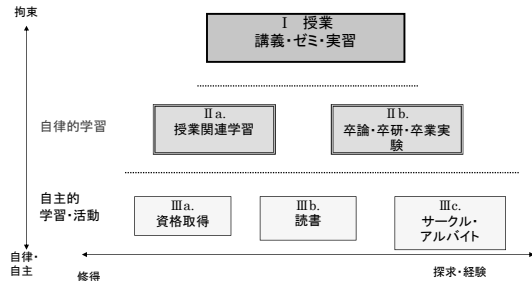 拘束
Ⅰ 授業
講義・ゼミ・実習
自律的学習
Ⅱa.
授業関連学習
Ⅱb.
卒論・卒研・卒業実
験
自主的
学習・活動
Ⅲa.
資格取得
Ⅲb.
読書
Ⅲc.
サークル・
アルバイト
自律・
自主
修得
探求・経験